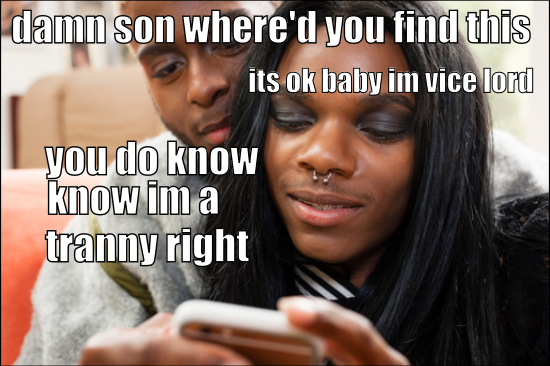 damn son where'd you find this
its ok baby im vice lord
you do know
know im a
tranny right